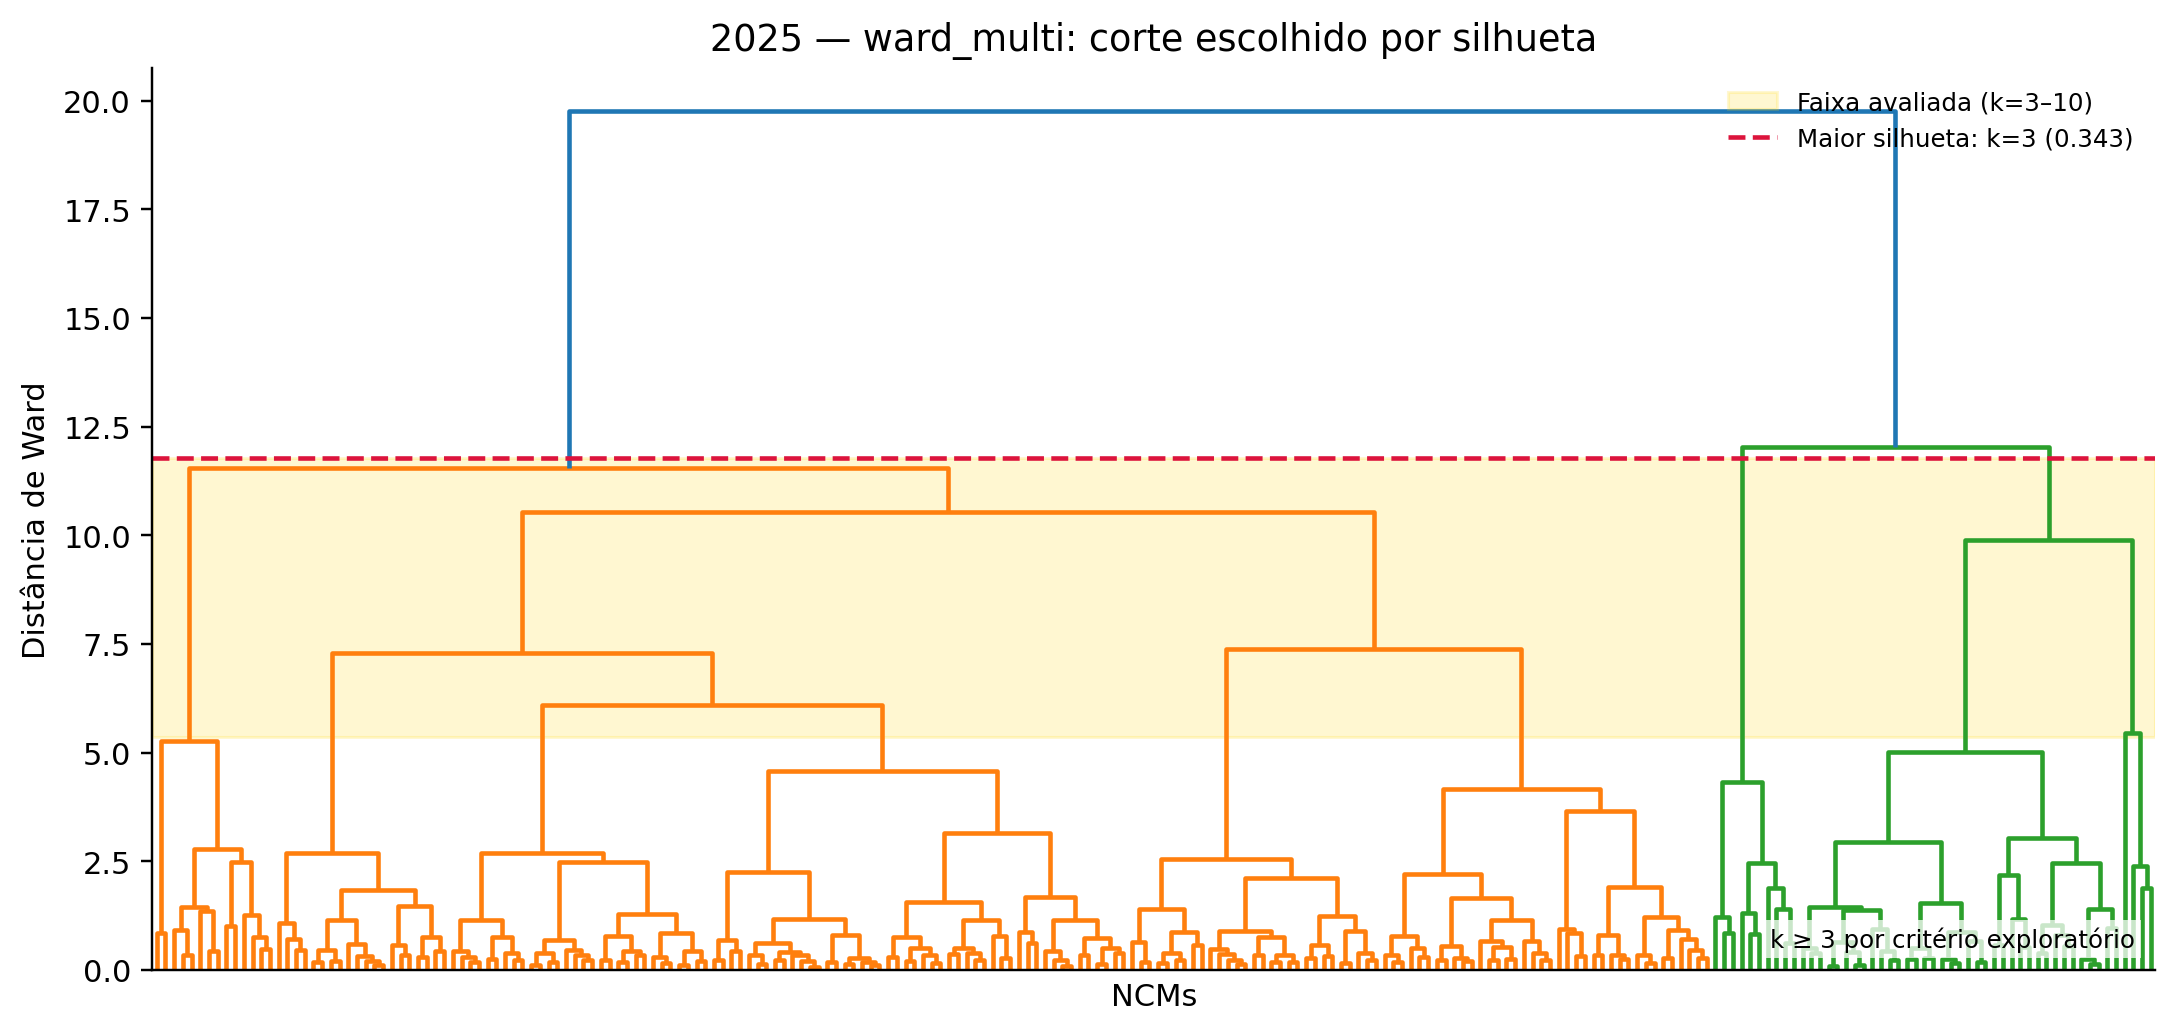 2025 — ward_multi: corte escolhido por silhueta
Faixa avaliada (k=3–10)
Maior silhueta: k=3 (0.343)
Distância de Ward
20.0
17.5
15.0
12.5
10.0
7.5
5.0
2.5
0.0
k ≥ 3 por critério exploratório
NCMs